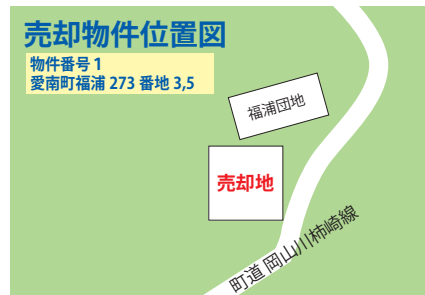 売却物件位置図
物件番号 1
愛南町福浦 273 番地 3,5
福浦団地
売却地
町道 岡山川柿崎線